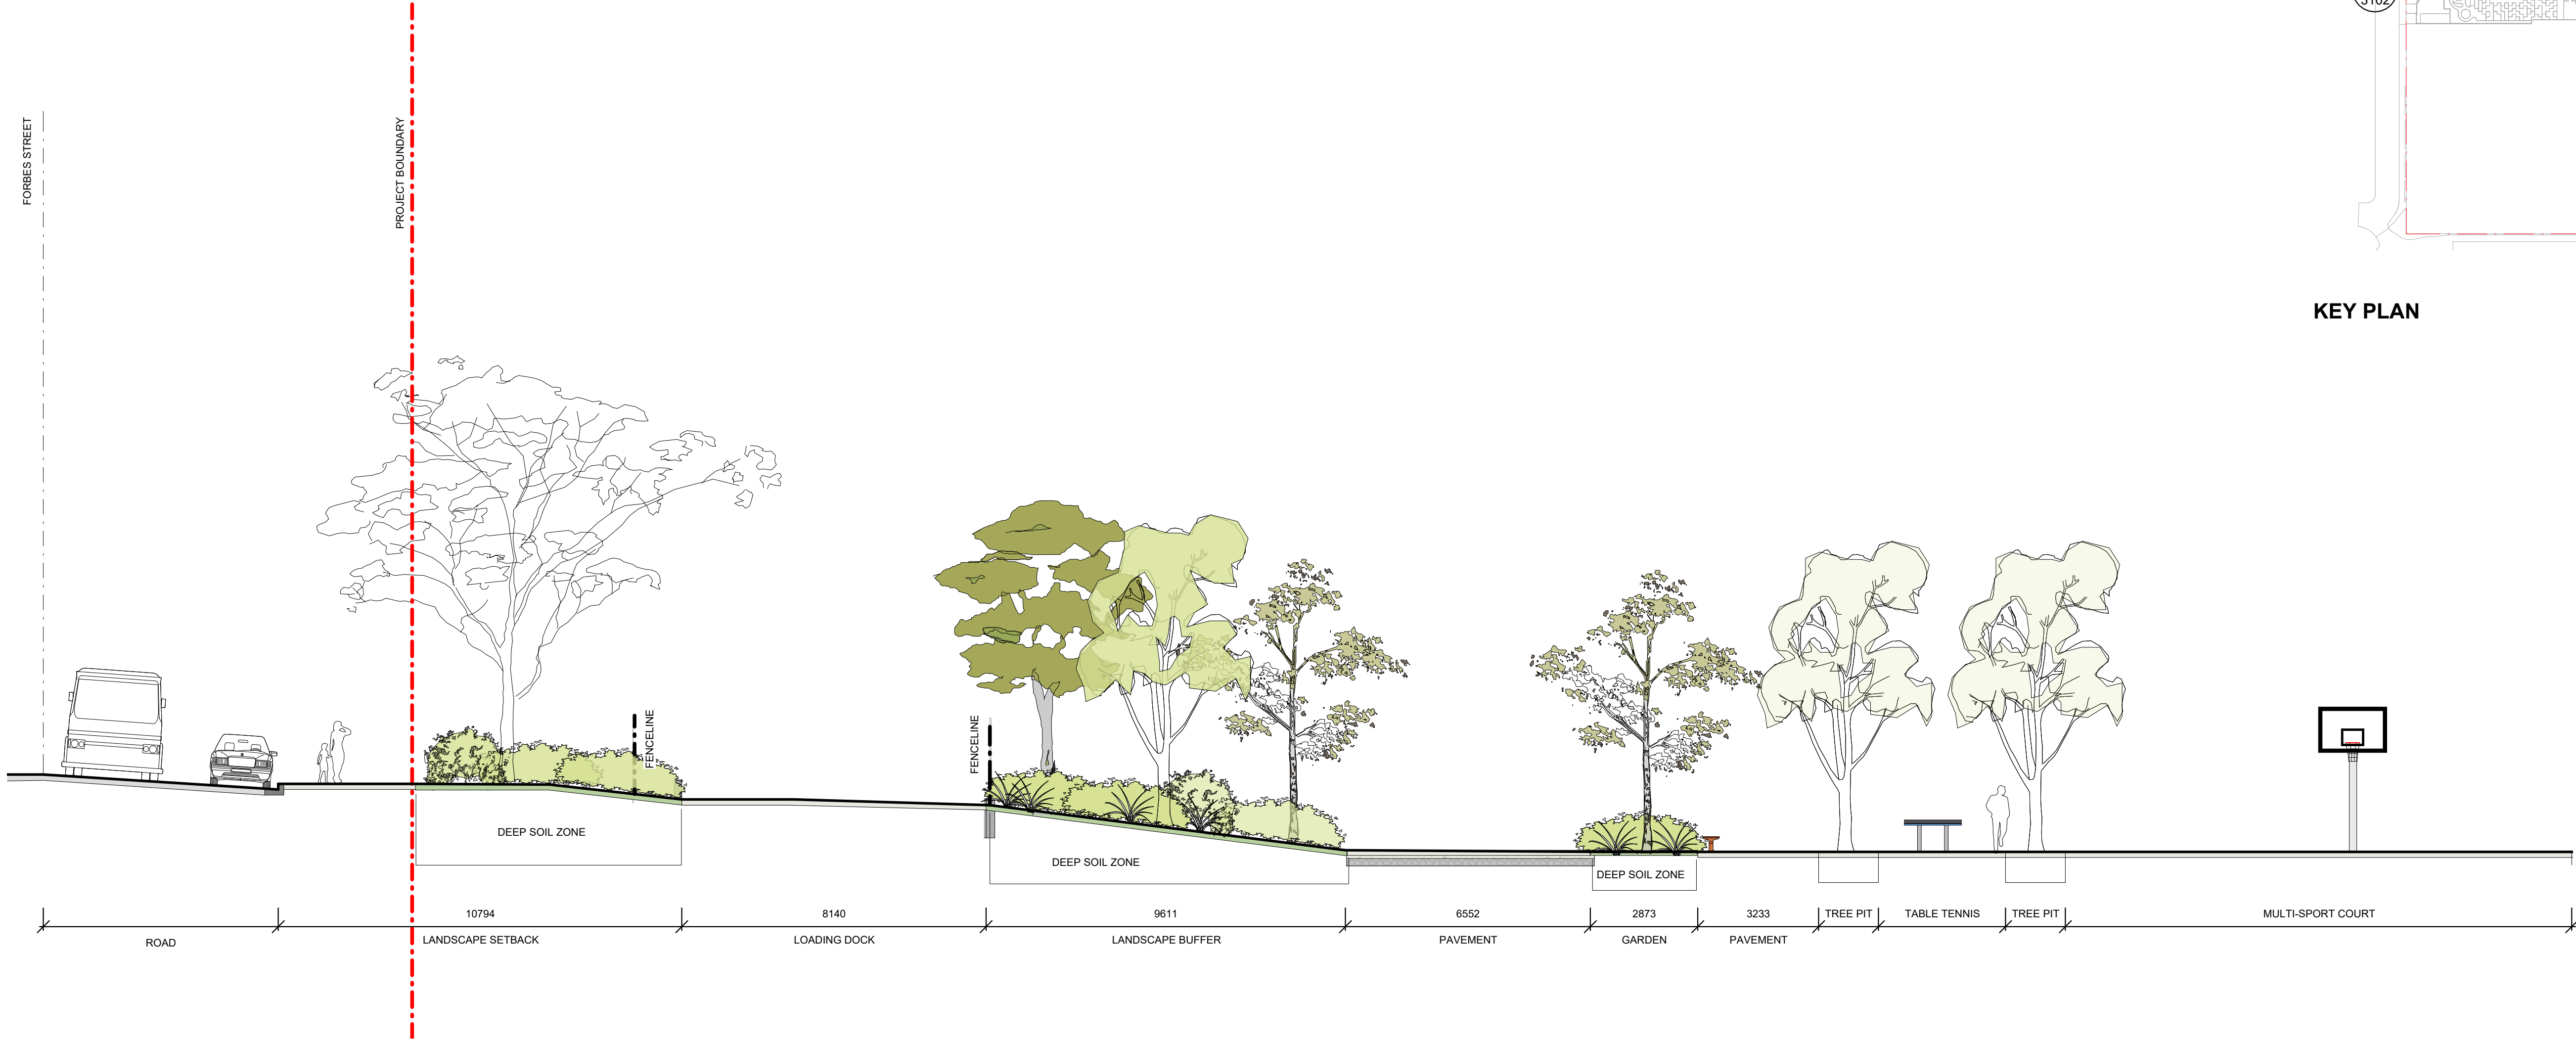 3102
KEY PLAN
FORBES STREET
PROJECT BOUNDARY
FENCELINE
FENCELINE
DEEP SOIL ZONE
DEEP SOIL ZONE
DEEP SOIL ZONE
10794
8140
9611
6552
2873
3233
TREE PIT
TABLE TENNIS
TREE PIT
MULTI-SPORT COURT
ROAD
LANDSCAPE SETBACK
LOADING DOCK
LANDSCAPE BUFFER
PAVEMENT
GARDEN
PAVEMENT